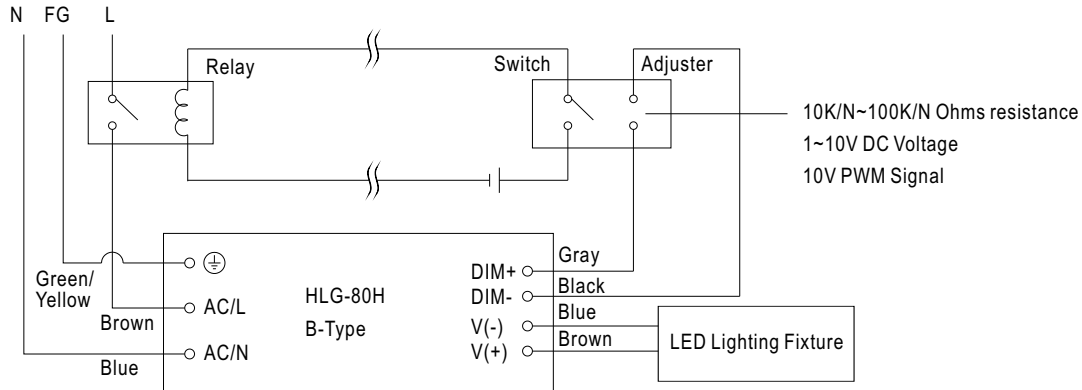 N FG L
Relay
Switch
Adjuster
10K/N~100K/N Ohms resistance
1~10V DC Voltage
10V PWM Signal
Green/
Yellow
Brown
Blue
AC/L
AC/N
HLG-80H
B-Type
DIM+
DIM-
V(-)
V(+)
Gray
Black
Blue
Brown
LED Lighting Fixture